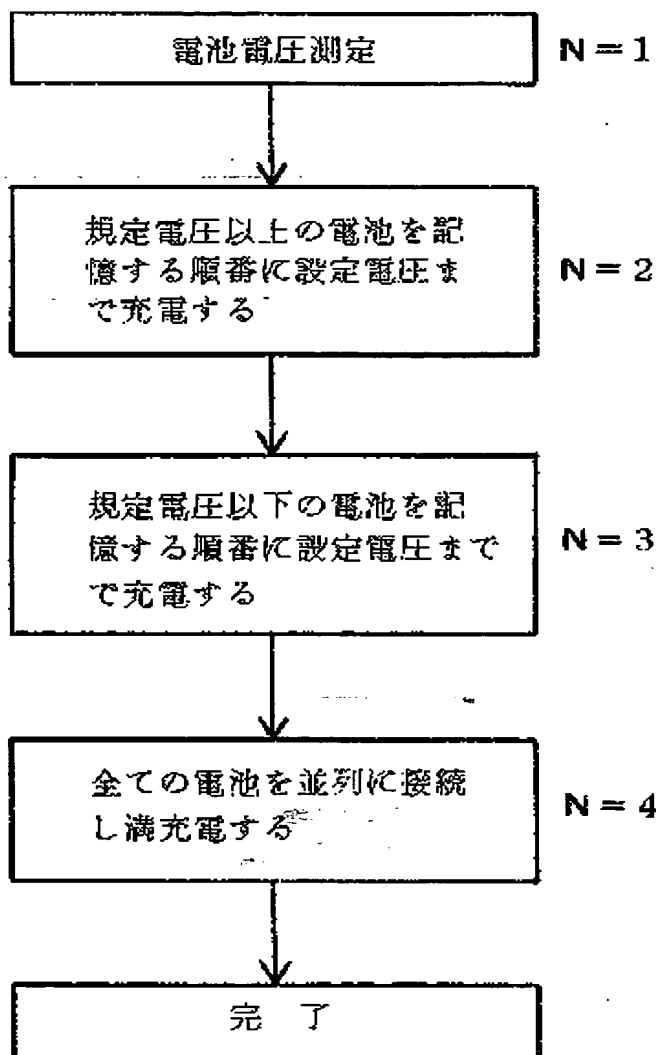 電池電圧測定 N=1
規定電圧以上の電池を記
憶する順番に設定電圧ま N=2
で充電する
規定電圧以下の電池を記
憶する順番に設定電圧まで N=3
で充電する
全ての電池を並列に接続 N=4
し満充電する
完 了